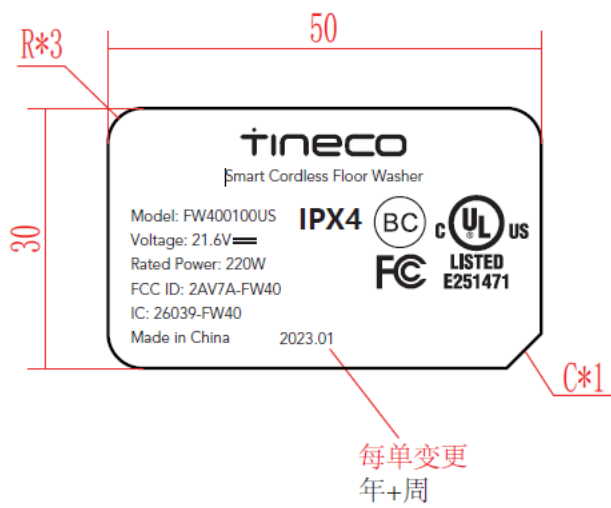 50
R*3
30
TINECO
Smart Cordless Floor Washer
Model: FW400100US
IPX4
BC
C UL US
Voltage: 21.6V
Rated Power: 220W
FC
LISTED
FCC ID: 2AV7A-FW40
E251471
IC: 26039-FW40
Made in China 2023.01
C*1
每单变更
年+周